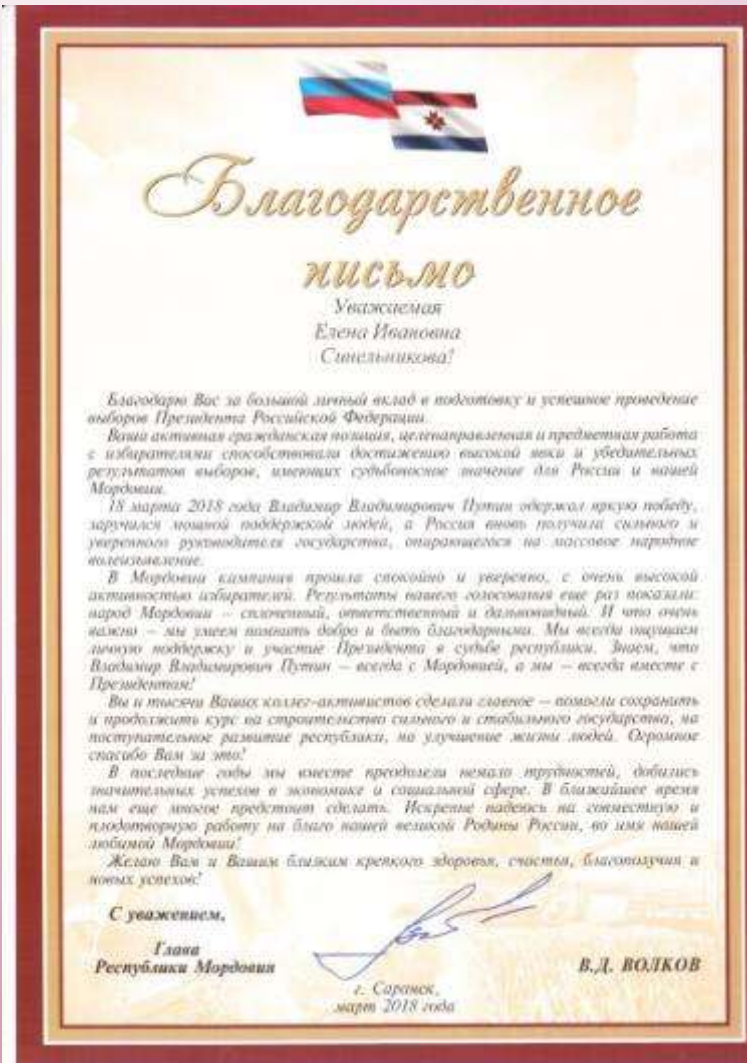 Благодарственное
письмо
Уважаемая
Елена Ивановна
Синельникова!
Благодарю Вас за большой личный вклад в подготовку и успешное проведение
выборов Президента Российской Федерации.
Ваша активная гражданская позиция, целенаправленная и предметная работа
с избирателями способствовали достижению высокой явки и убедительных
результатов выборов, имеющих судьбоносное значение для России и нашей
Мордовии.
18 марта 2018 года Владимир Владимирович Путин одержал яркую победу,
заручился мощной поддержкой людей, а Россия вновь получила сильного и
уверенного руководителя государства, опирающегося на массовое народное
волеизъявление.
В Мордовии кампания прошла спокойно и уверенно, с очень высокой
активностью избирателей. Результаты нашего голосования еще раз показали:
народ Мордовии – сплоченный, ответственный и дальновидный. И что очень
важно – мы умеем помнить добро и быть благодарными. Мы всегда ощущаем
личную поддержку и участие Президента в судьбе республики. Знаем, что
Владимир Владимирович Путин – всегда с Мордовией, а мы – всегда вместе с
Президентом!
Вы и тысячи Ваших коллег-активистов сделали главное – помогли сохранить
и продолжить курс на строительство сильного и стабильного государства, на
поступательное развитие республики, на улучшение жизни людей. Огромное
спасибо Вам за это!
В последние годы мы вместе преодолели немало трудностей, добились
значительных успехов в экономике и социальной сфере. В ближайшее время
нам еще многое предстоит сделать. Искренне надеюсь на совместную и
плодотворную работу на благо нашей великой Родины России, во имя нашей
любимой Мордовии!
Желаю Вам и Вашим близким крепкого здоровья, счастья, благополучия и
новых успехов!
С уважением,
Глава
Республики Мордовия
В.Д. ВОЛКОВ
г. Саранск,
март 2018 года